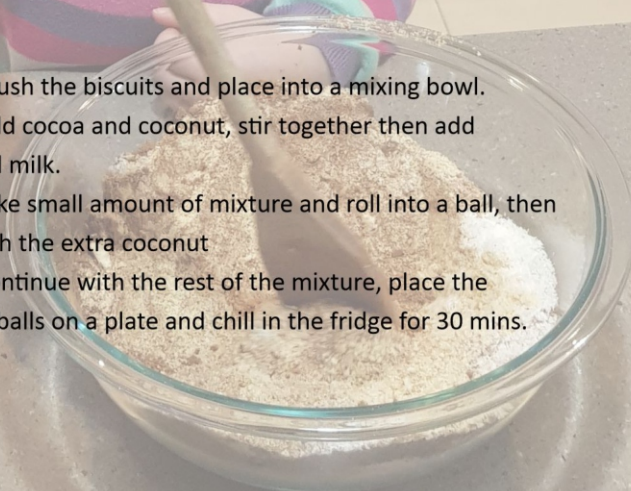 ush the biscuits and place into a mixing bowl.
ld cocoa and coconut, stir together then add
l milk.
ke small amount of mixture and roll into a ball, then
h the extra coconut
ntinue with the rest of the mixture, place the
balls on a plate and chill in the fridge for 30 mins.